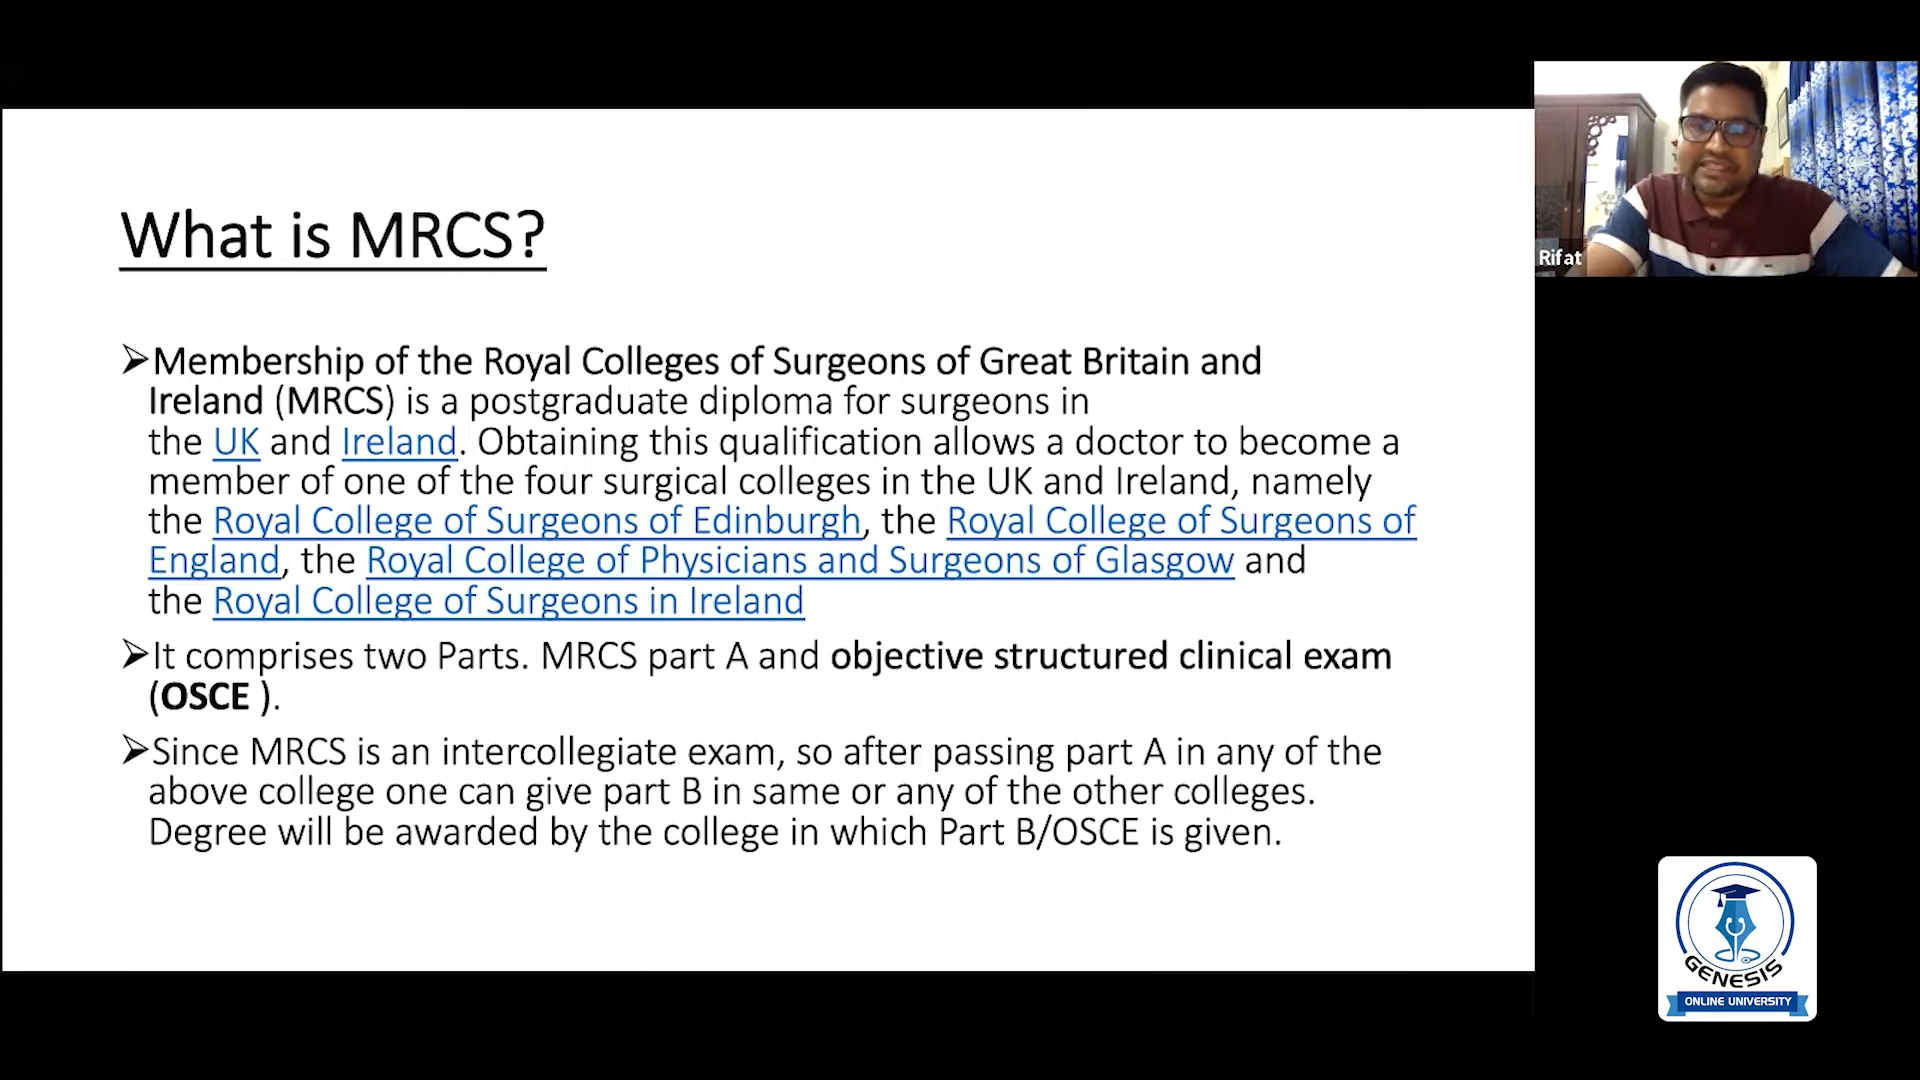 What is MRCS?
➢Membership of the Royal Colleges of Surgeons of Great Britain and
Ireland (MRCS) is a postgraduate diploma for surgeons in
the UK and Ireland. Obtaining this qualification allows a doctor to become a
member of one of the four surgical colleges in the UK and Ireland, namely
the Royal College of Surgeons of Edinburgh, the Royal College of Surgeons of
England, the Royal College of Physicians and Surgeons of Glasgow and
the Royal College of Surgeons in Ireland
➢It comprises two Parts. MRCS part A and objective structured clinical exam
(OSCE ).
➢Since MRCS is an intercollegiate exam, so after passing part A in any of the
above college one can give part B in same or any of the other colleges.
Degree will be awarded by the college in which Part B/OSCE is given.
Rifat
GENESIS
ONLINE UNIVERSITY